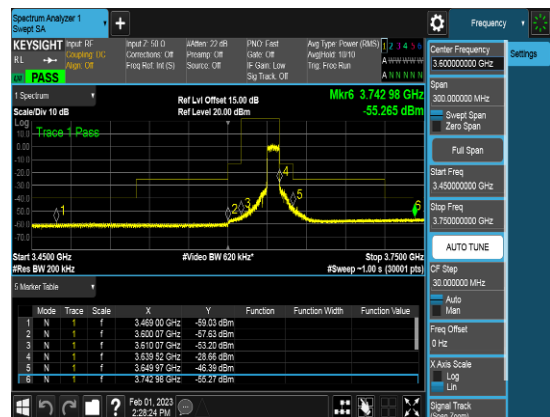 Spectrum Analyzer 1
Swept SA
Frequency
KEYSIGHT
RL
PASS
Input: RF
Coupling: DC
Align: Off
Input Z: 50 Ω
Corrections: Off
Freq Ref: Int (S)
#Atten: 22 dB
Preamp: Off
Source: Off
PNO: Fast
Gate: Off
IF Gain: Low
Sig Track: Off
Avg Type: Power (RMS)
Avg|Hold: 10/10
Trig: Free Run
1 2 3 4 5 6
A W W W W W
A N N N N N
Center Frequency
3.600000000 GHz
Settings
Span
300.000000 MHz
Swept Span
Zero Span
Full Span
Start Freq
3.450000000 GHz
Stop Freq
3.750000000 GHz
AUTO TUNE
CF Step
30.000000 MHz
Auto
Man
Freq Offset
0 Hz
X Axis Scale
Log
Lin
Signal Track
(Span Zoom)
1 Spectrum
Scale/Div 10 dB
Ref Lvl Offset 15.00 dB
Ref Level 20.00 dBm
Mkr6 3.742 98 GHz
-55.265 dBm
Log
Trace 1 Pass
10.0
0.00
-10.0
-20.0
-30.0
-40.0
-50.0
-60.0
-70.0
1
2
3
4
5
6
Start 3.4500 GHz
#Res BW 200 kHz
#Video BW 620 kHz*
Stop 3.7500 GHz
#Sweep ~1.00 s (30001 pts)
5 Marker Table
Mode Trace Scale X Y Function Function Width Function Value
1 N 1 f 3.469 00 GHz -59.03 dBm
2 N 1 f 3.600 07 GHz -57.63 dBm
3 N 1 f 3.610 07 GHz -53.20 dBm
4 N 1 f 3.639 52 GHz -28.66 dBm
5 N 1 f 3.649 97 GHz -46.39 dBm
6 N 1 f 3.742 98 GHz -55.27 dBm
?
Feb 01, 2023
2:28:24 PM